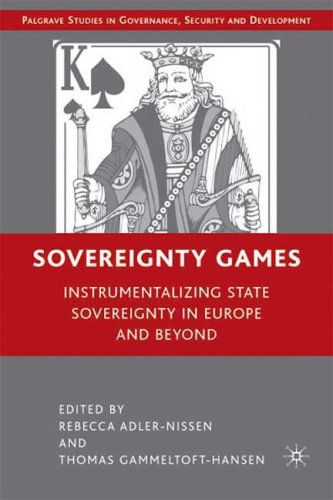 PALGRAVE STUDIES IN GOVERNANCE, SECURITY AND DEVELOPMENT
K
SOVEREIGNTY GAMES
INSTRUMENTALIZING STATE
SOVEREIGNTY IN EUROPE
AND BEYOND
EDITED BY
REBECCA ADLER-NISSEN
AND
THOMAS GAMMELTOFT-HANSEN